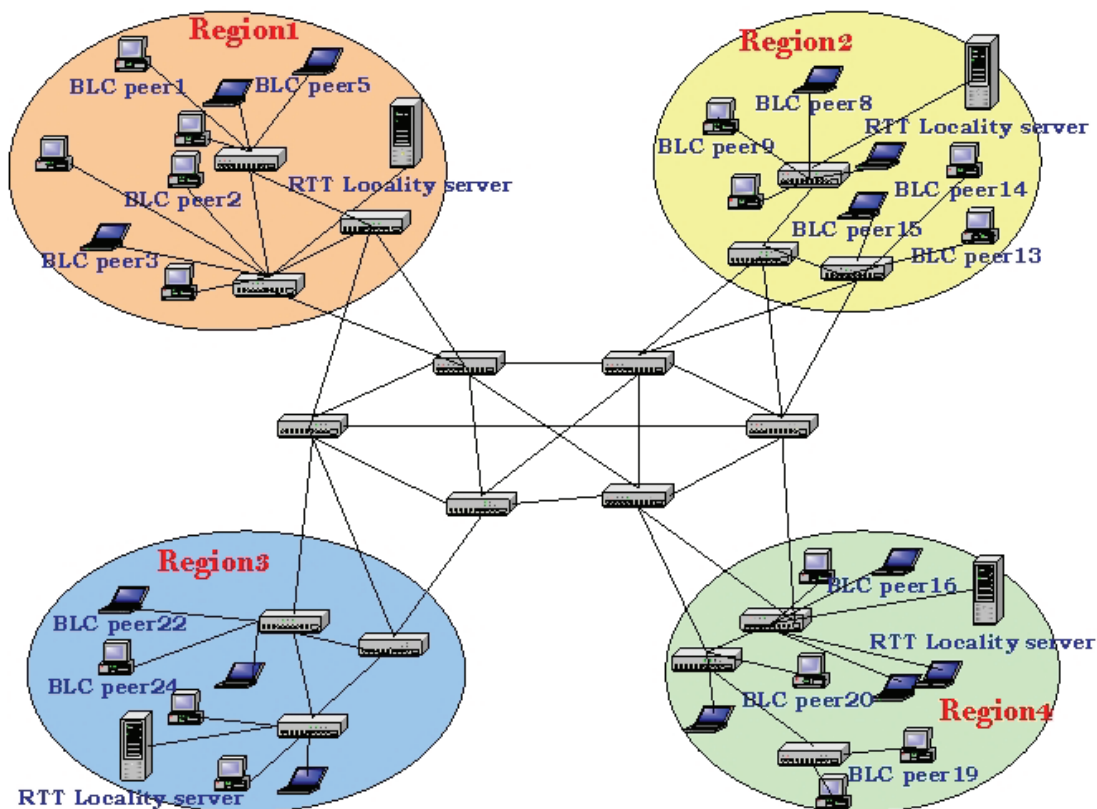 Region1
BLC peer1
BLC peer5
RTT Locality server
BLC peer2
BLC peer3
Region2
BLC peer8
RTT Locality server
BLC peer9
BLC peer14
BLC peer15
BLC peer13
Region3
BLC peer22
BLC peer24
RTT Locality server
BLC peer16
RTT Locality server
BLC peer20
Region4
BLC peer19